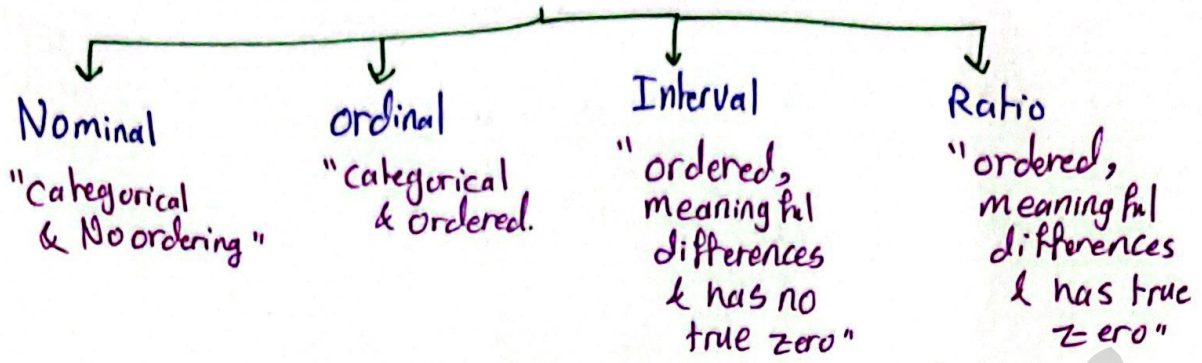 Nominal
"categorical
& No ordering"
ordinal
"categorical
& ordered.
Interval
"ordered,
meaningful
differences
& has no
true zero"
Ratio
"ordered,
meaningful
differences
& has true
zero"